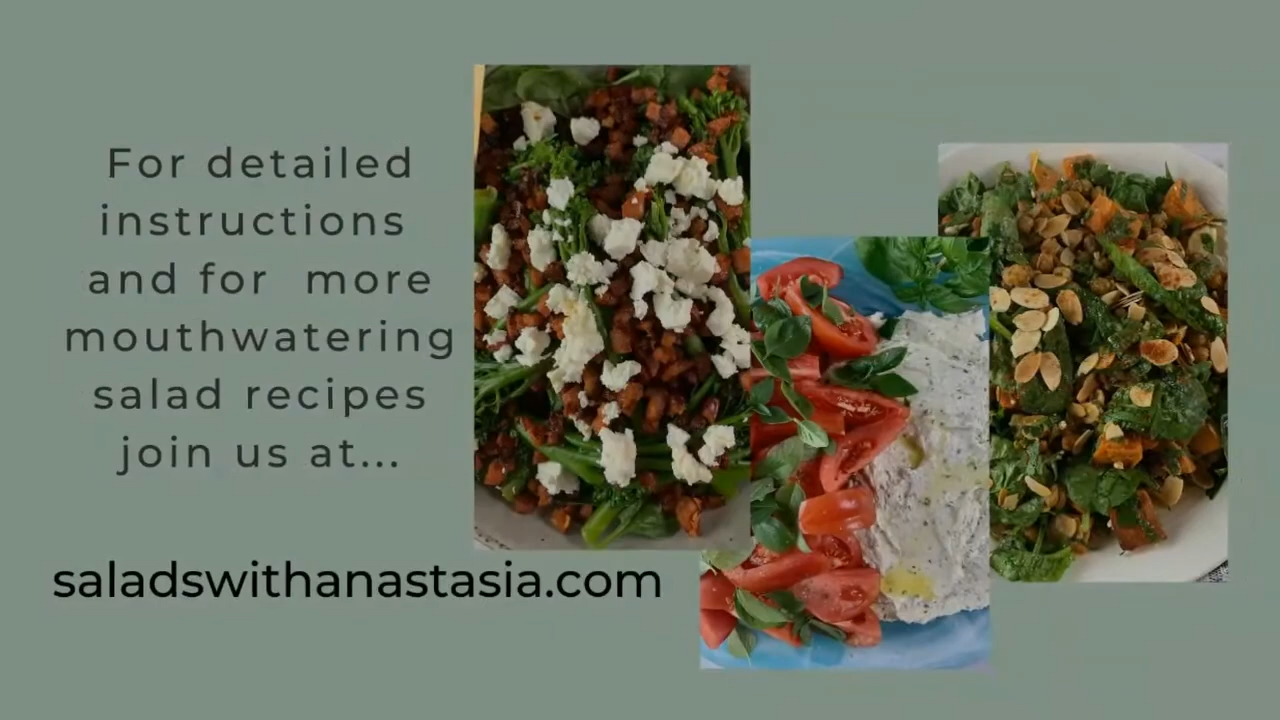 For detailed
instructions
and for more
mouthwatering
salad recipes
join us at...
saladswithanastasia.com